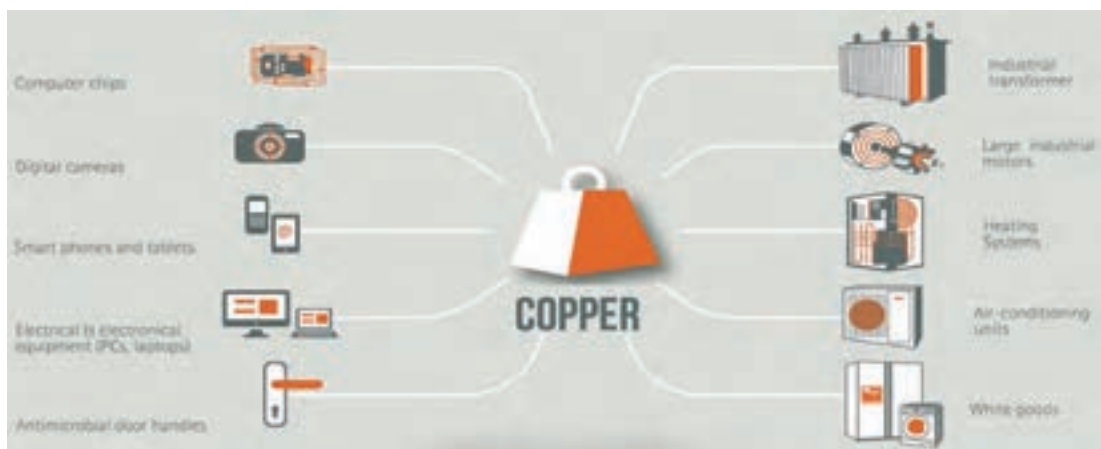 Computer chips
Digital cameras
Smart phones and tablets
Electrical & electronical
equipment (PCs, laptops)
Antimicrobial door handles
COPPER
Industrial
transformer
Large industrial
motors
Heating
Systems
Air-conditioning
units
White goods